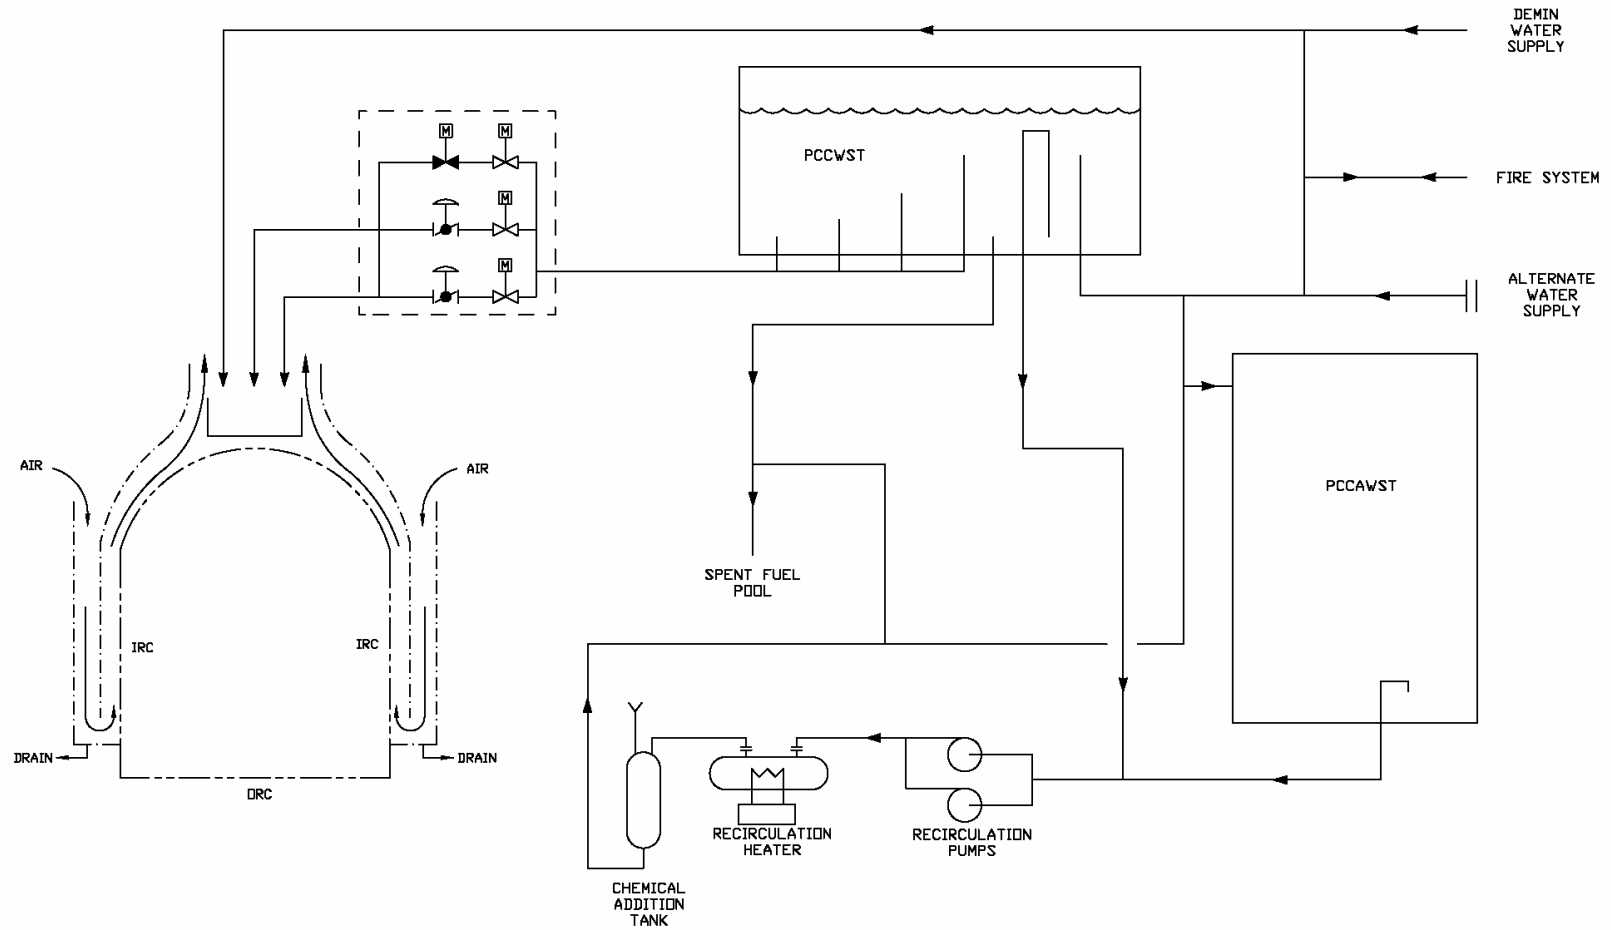 DEMIN
WATER
SUPPLY
M
M
PCCWST
FIRE SYSTEM
M
M
ALTERNATE
WATER
SUPPLY
AIR
AIR
PCCAWST
SPENT FUEL
POOL
IRC
IRC
DRAIN
DRAIN
ORC
RECIRCULATION
HEATER
RECIRCULATION
PUMPS
CHEMICAL
ADDITION
TANK